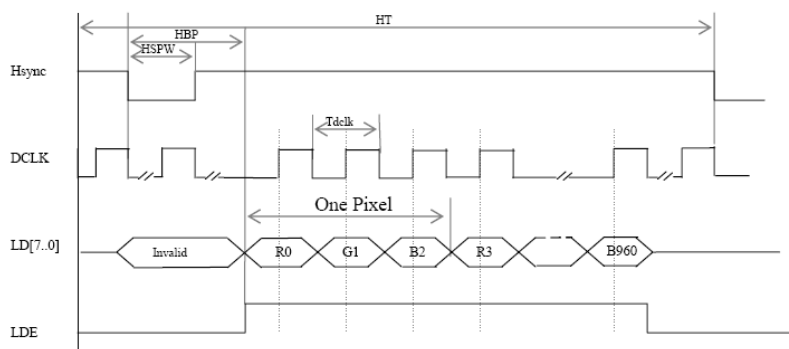 HT
HBP
HSPW
Hsync
Tdclk
DCLK
One Pixel
LD[7..0]
Invalid
R0
G1
B2
R3
B960
LDE